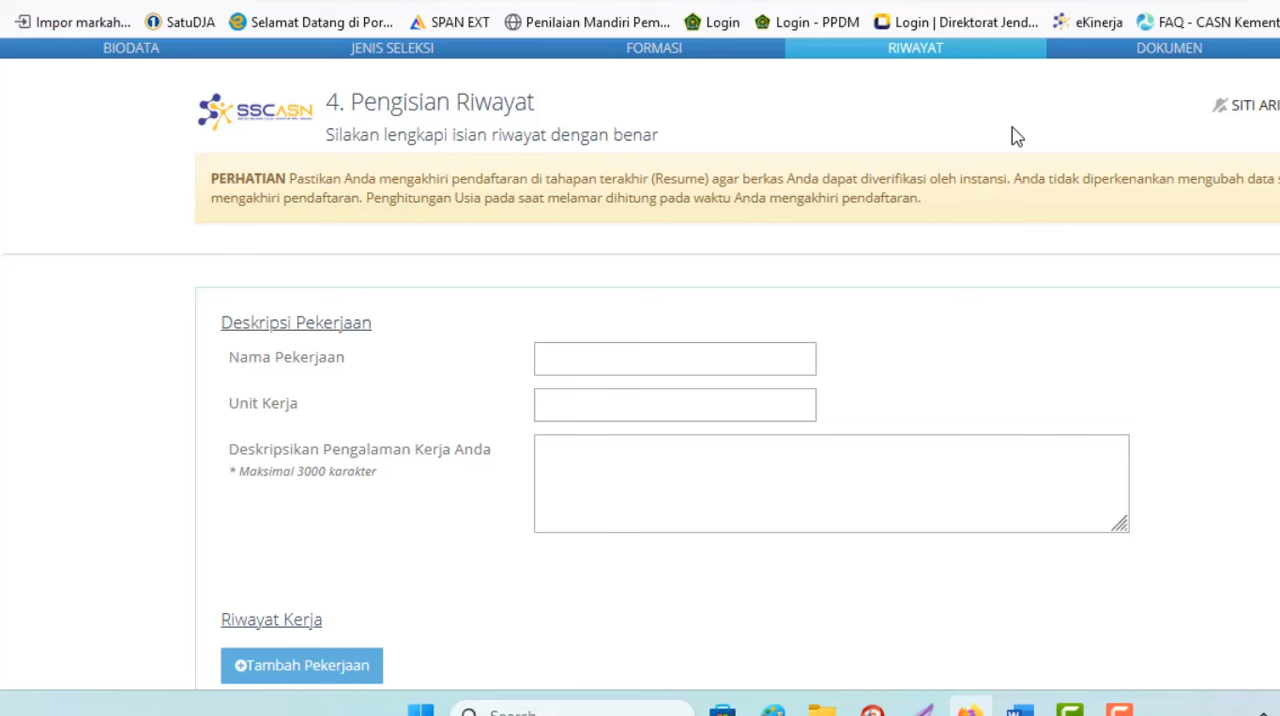 Impor markah... SatuDJA Selamat Datang di Por... SPAN EXT Penilaian Mandiri Pem... Login Login - PPDM Login | Direktorat Jend... eKinerja FAQ - CASN Kement
BIODATA JENIS SELEKSI FORMASI RIWAYAT DOKUMEN
SSCASN
4. Pengisian Riwayat
SITI ARI
Silakan lengkapi isian riwayat dengan benar
PERHATIAN Pastikan Anda mengakhiri pendaftaran di tahapan terakhir (Resume) agar berkas Anda dapat diverifikasi oleh instansi. Anda tidak diperkenankan mengubah data s
mengakhiri pendaftaran. Penghitungan Usia pada saat melamar dihitung pada waktu Anda mengakhiri pendaftaran.
Deskripsi Pekerjaan
Nama Pekerjaan
Unit Kerja
Deskripsikan Pengalaman Kerja Anda
* Maksimal 3000 karakter
Riwayat Kerja
Tambah Pekerjaan
Search